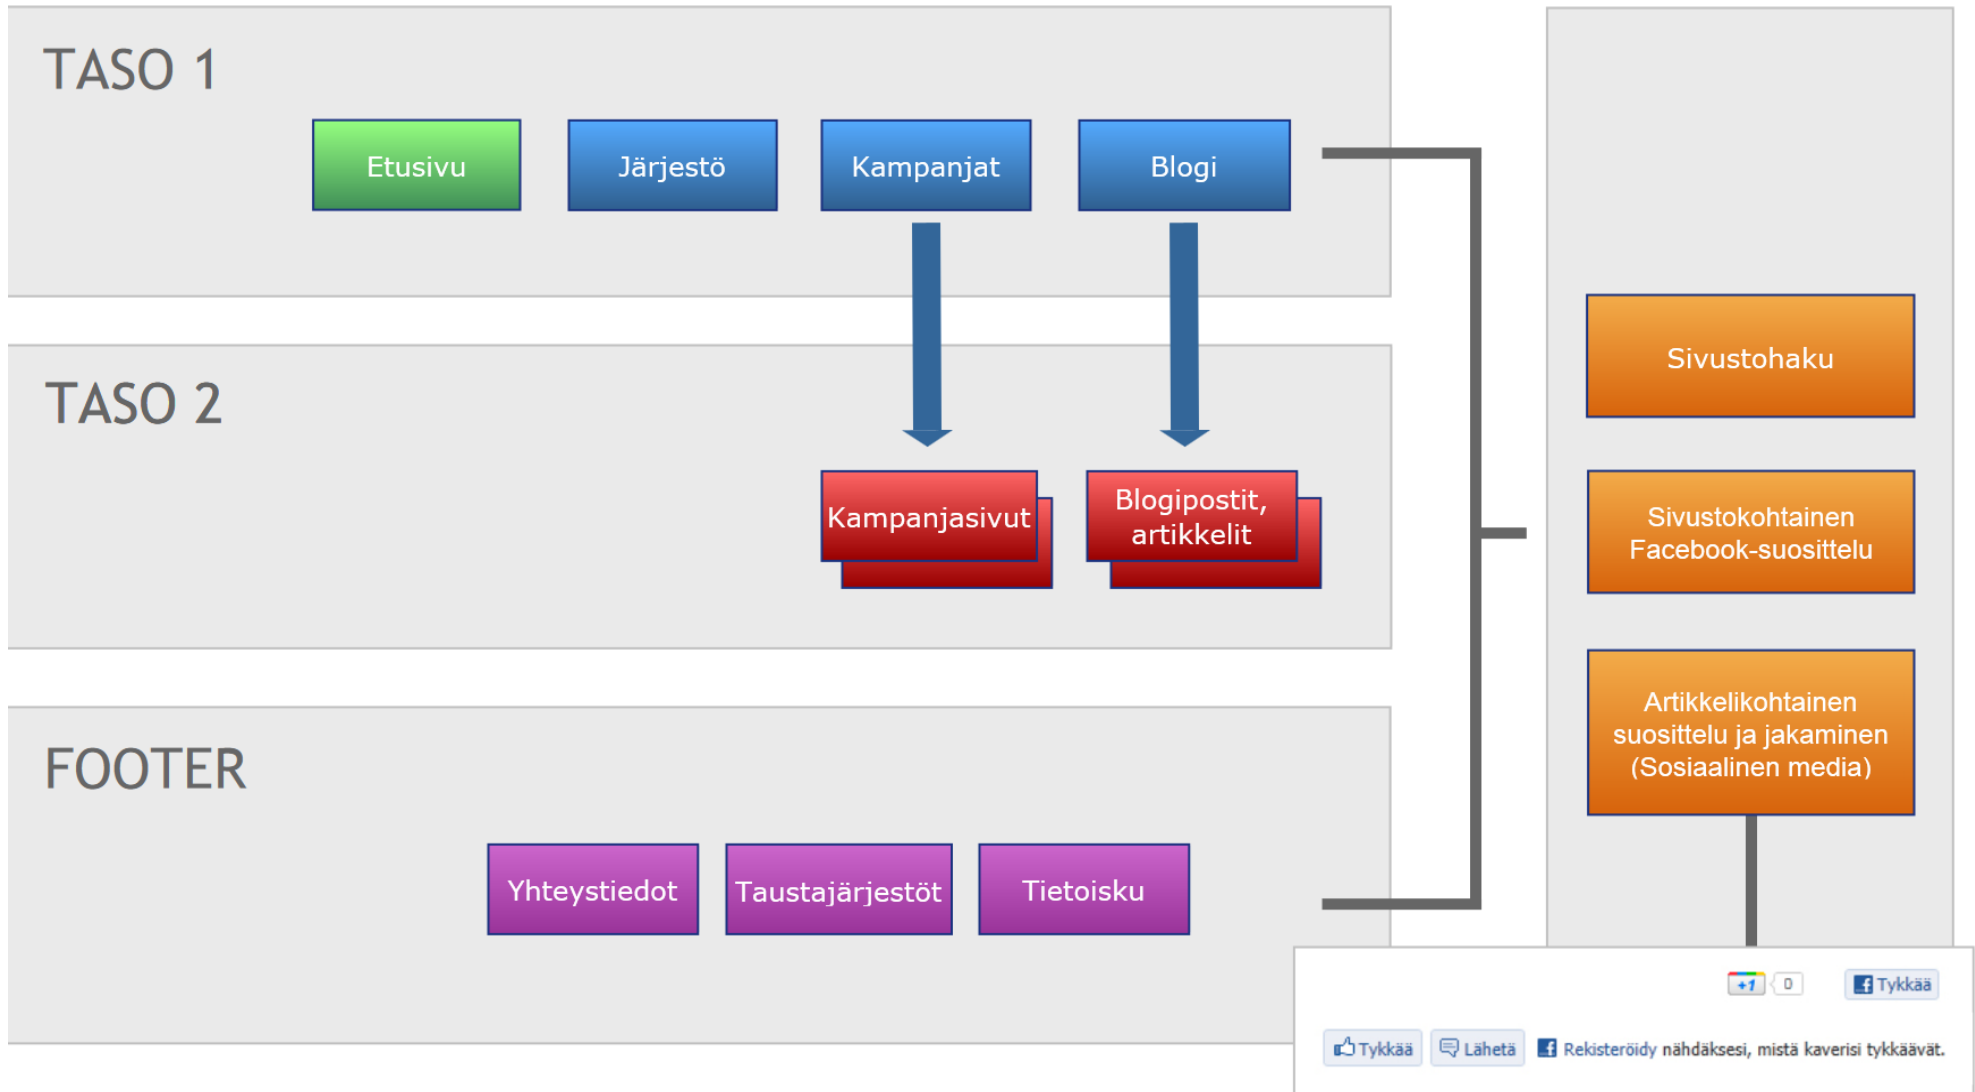 TASO 1
Etusivu
Järjestö
Kampanjat
Blogi
TASO 2
Kampanjasivut
Blogipostit,
artikkelit
FOOTER
Yhteystiedot
Taustajärjestöt
Tietoisku
Sivustohaku
Sivustokohtainen
Facebook-suosittelu
Artikkelikohtainen
suosittelu ja jakaminen
(Sosiaalinen media)
+1 0 f Tykkää
Tykkää Lähetä f Rekisteröidy nähdäksesi, mistä kaverisi tykkäävät.